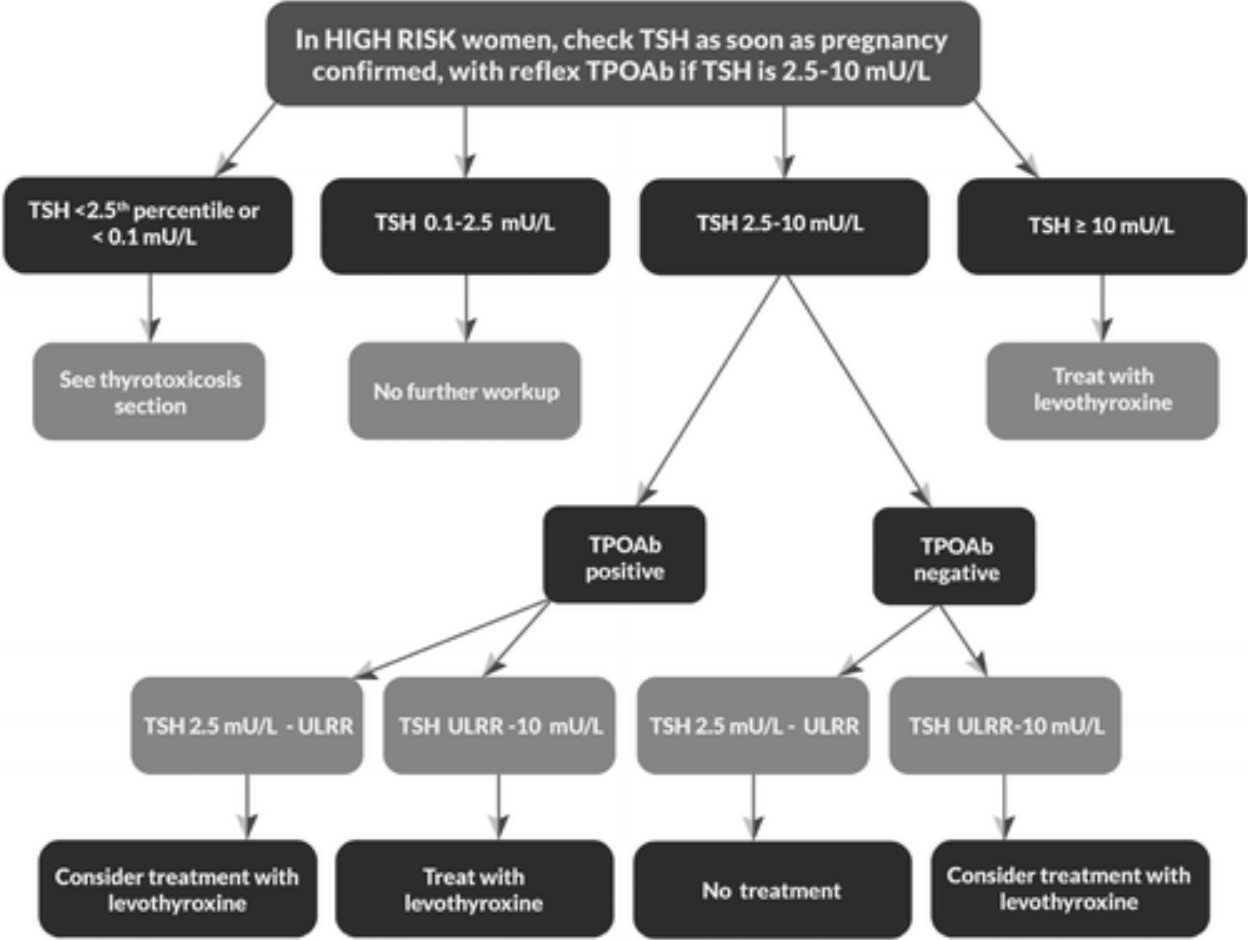 In HIGH RISK women, check TSH as soon as pregnancy
confirmed, with reflex TPOAb if TSH is 2.5-10 mU/L
TSH <2.5th percentile or
< 0.1 mU/L
TSH 0.1-2.5 mU/L
TSH 2.5-10 mU/L
TSH ≥ 10 mU/L
See thyrotoxicosis
section
No further workup
Treat with
levothyroxine
TPOAb
positive
TPOAb
negative
TSH 2.5 mU/L - ULRR
TSH ULRR -10 mU/L
TSH 2.5 mU/L - ULRR
TSH ULRR-10 mU/L
Consider treatment with
levothyroxine
Treat with
levothyroxine
No treatment
Consider treatment with
levothyroxine